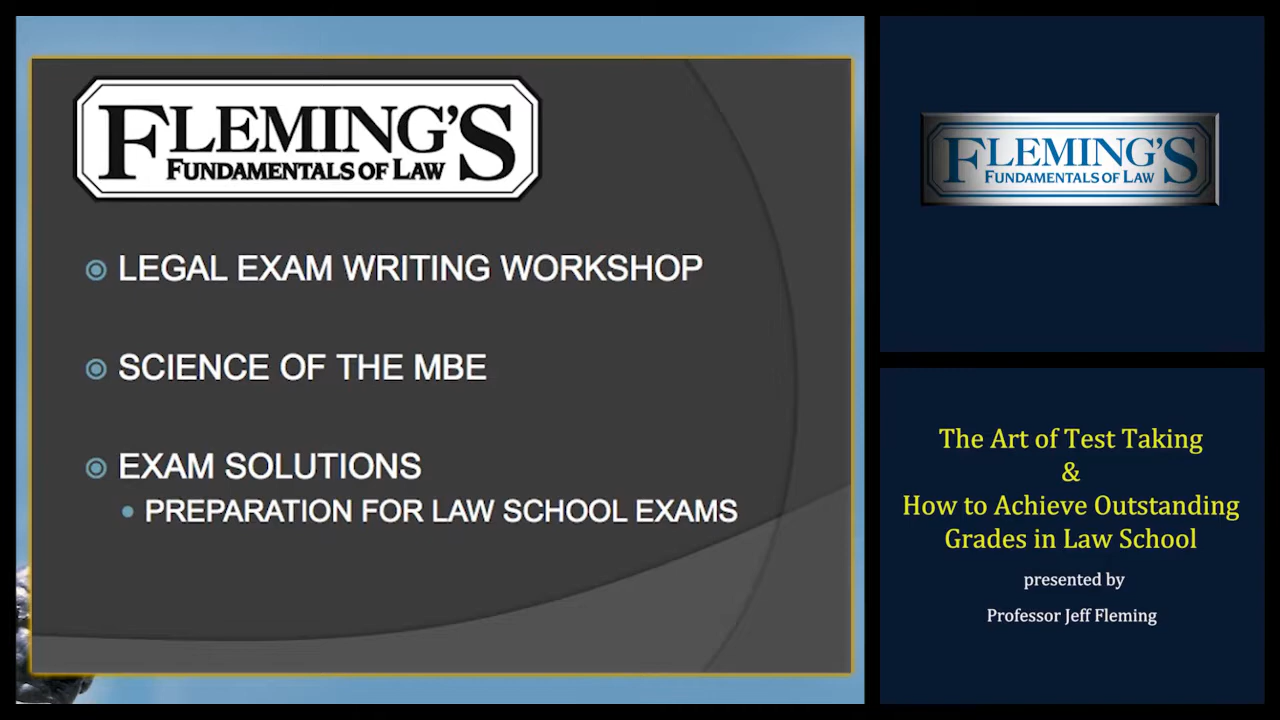 FLEMING'S
FUNDAMENTALS OF LAW
LEGAL EXAM WRITING WORKSHOP
SCIENCE OF THE MBE
EXAM SOLUTIONS
PREPARATION FOR LAW SCHOOL EXAMS
FLEMING'S
FUNDAMENTALS OF LAW
The Art of Test Taking
&
How to Achieve Outstanding
Grades in Law School
presented by
Professor Jeff Fleming